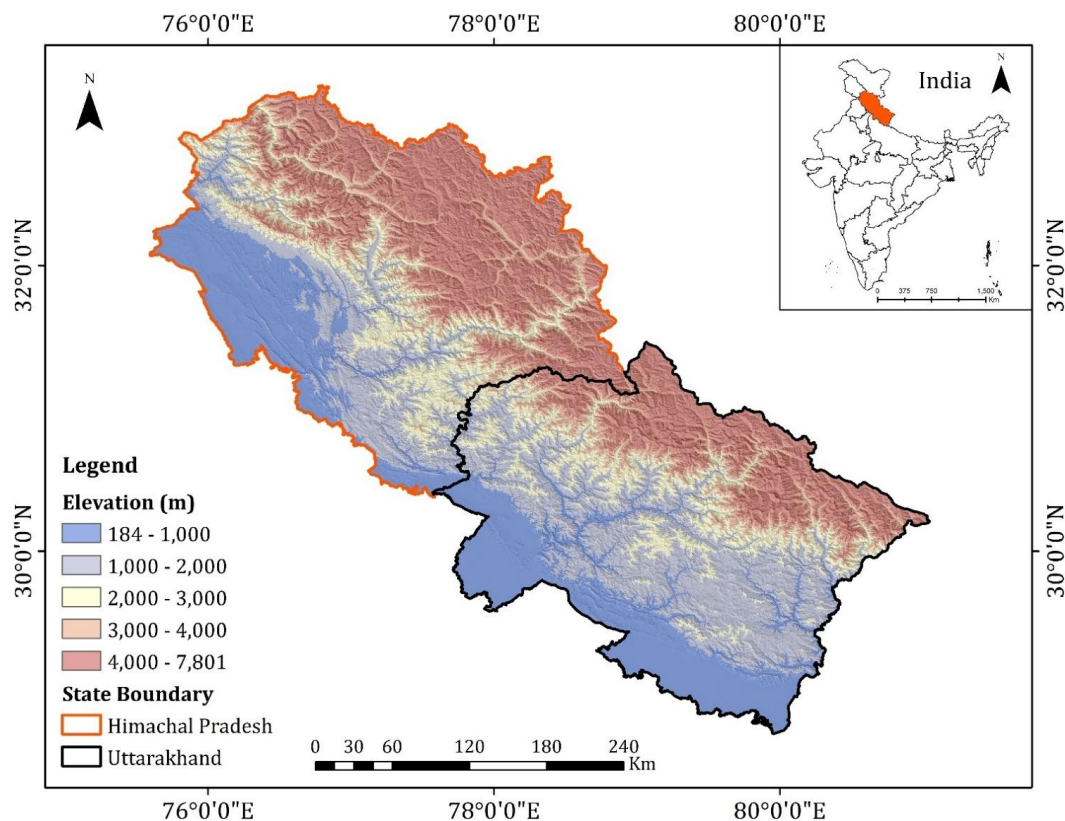 76°0'0"E 78°0'0"E 80°0'0"E
N
India
N
32°0'0"N
32°0'0"N
0 375 750 1,500
Km
Legend
Elevation (m)
184 - 1,000
1,000 - 2,000
2,000 - 3,000
3,000 - 4,000
4,000 - 7,801
State Boundary
Himachal Pradesh
Uttarakhand
30°0'0"N
30°0'0"N
0 30 60 120 180 240
Km
76°0'0"E 78°0'0"E 80°0'0"E